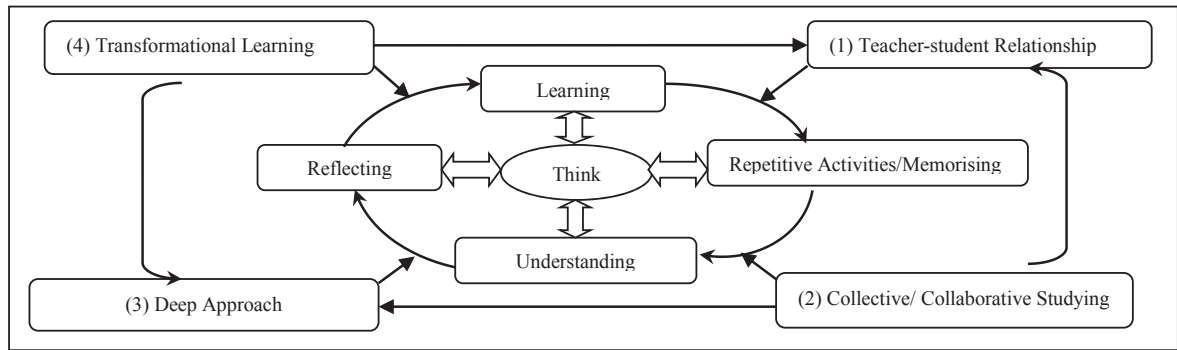 (4) Transformational Learning
(1) Teacher-student Relationship
Learning
Reflecting
Think
Repetitive Activities/Memorising
Understanding
(3) Deep Approach
(2) Collective/ Collaborative Studying